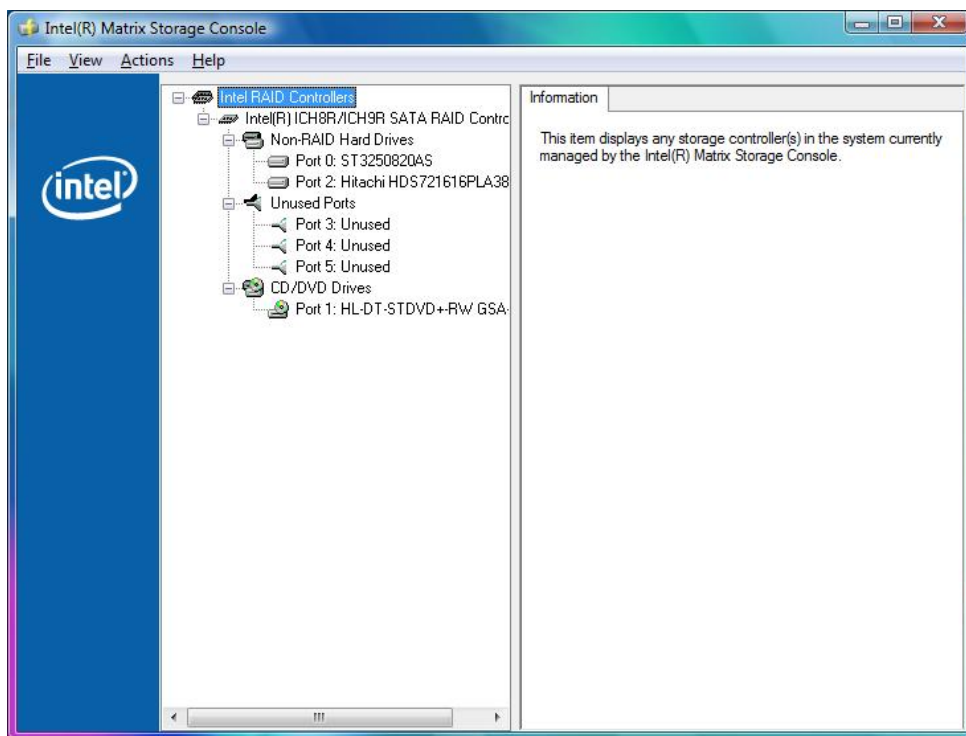 Intel(R) Matrix Storage Console
File View Actions Help
intel
Intel RAID Controllers
Intel(R) ICH8R/ICH9R SATA RAID Contrc
Non-RAID Hard Drives
Port 0: ST3250820AS
Port 2: Hitachi HDS721616PLA38
Unused Ports
Port 3: Unused
Port 4: Unused
Port 5: Unused
CD/DVD Drives
Port 1: HL-DT-STDVD+-RW GSA-
Information
This item displays any storage controller(s) in the system currently
managed by the Intel(R) Matrix Storage Console.